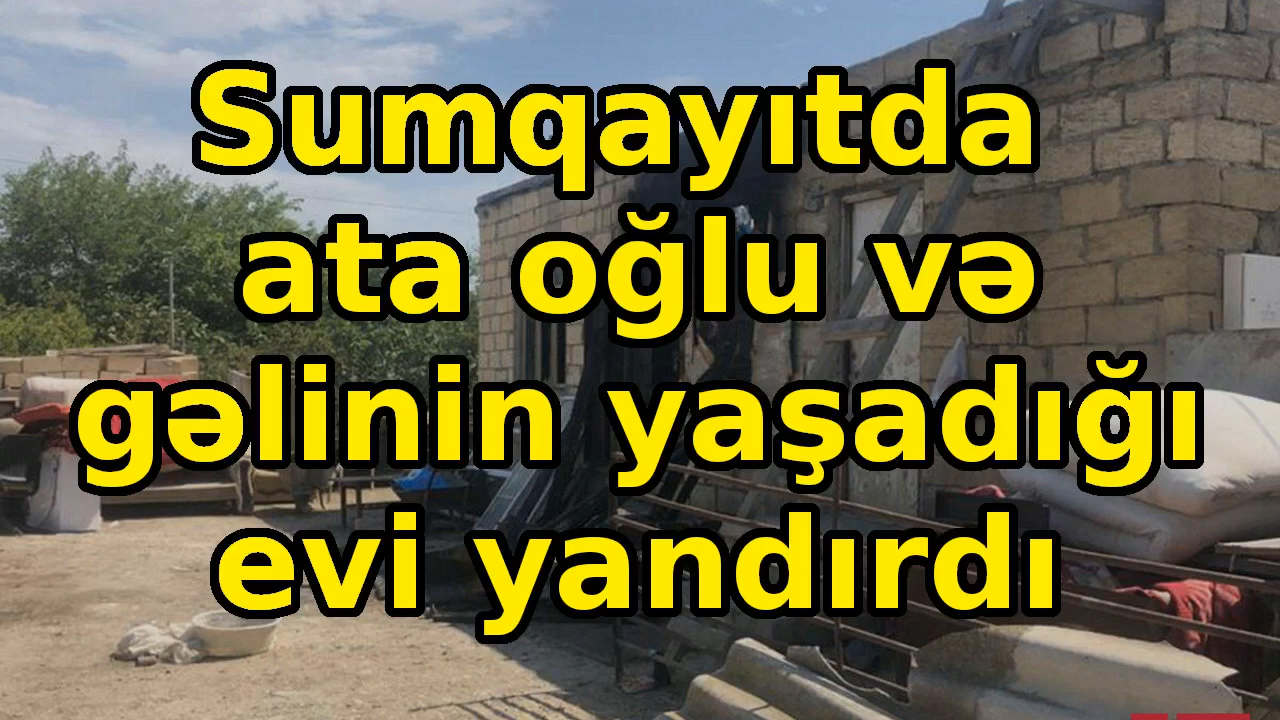 Sumqayıtda
ata oğlu və
gəlinin yaşadığı
evi yandırdı